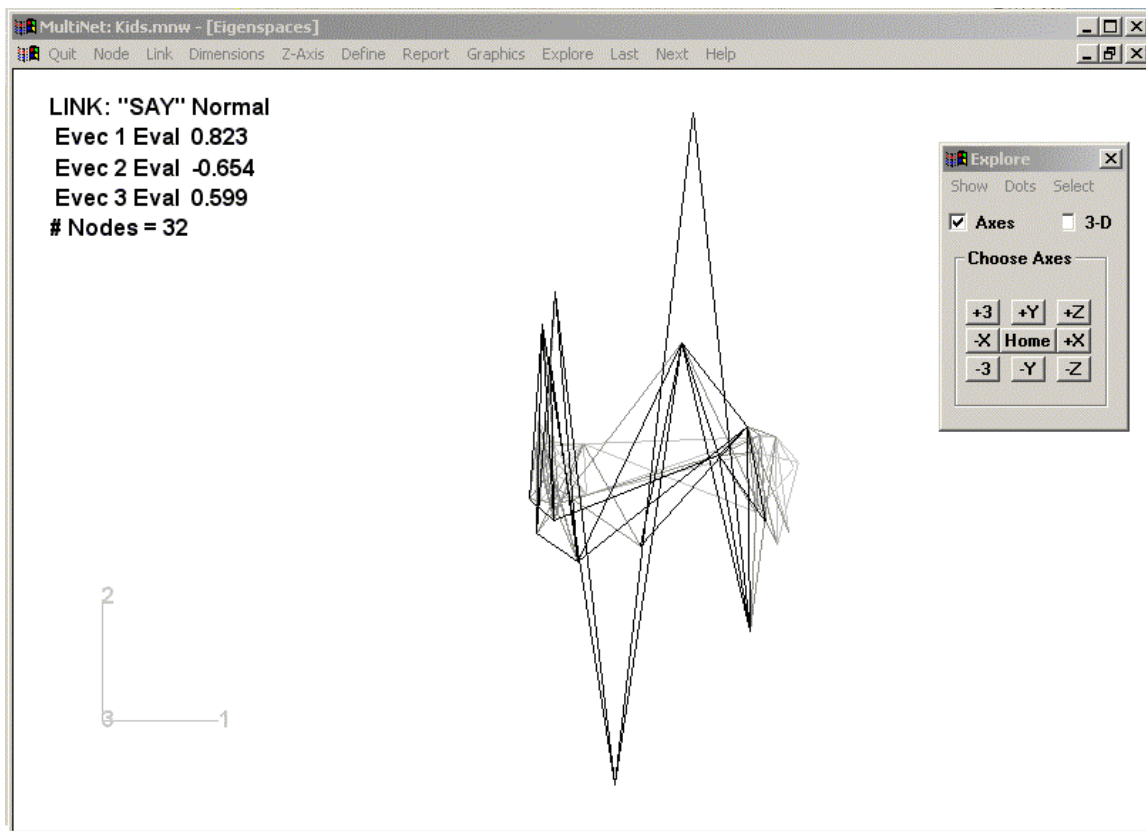 MultiNet: Kids.mnw - [Eigenspaces]
Quit Node Link Dimensions Z-Axis Define Report Graphics Explore Last Next Help
LINK: "SAY" Normal
Evec 1 Eval 0.823
Evec 2 Eval -0.654
Evec 3 Eval 0.599
# Nodes = 32
Explore
Show Dots Select
Axes 3-D
Choose Axes
+3 +Y +Z
-X Home +X
-3 -Y -Z
2
3 1